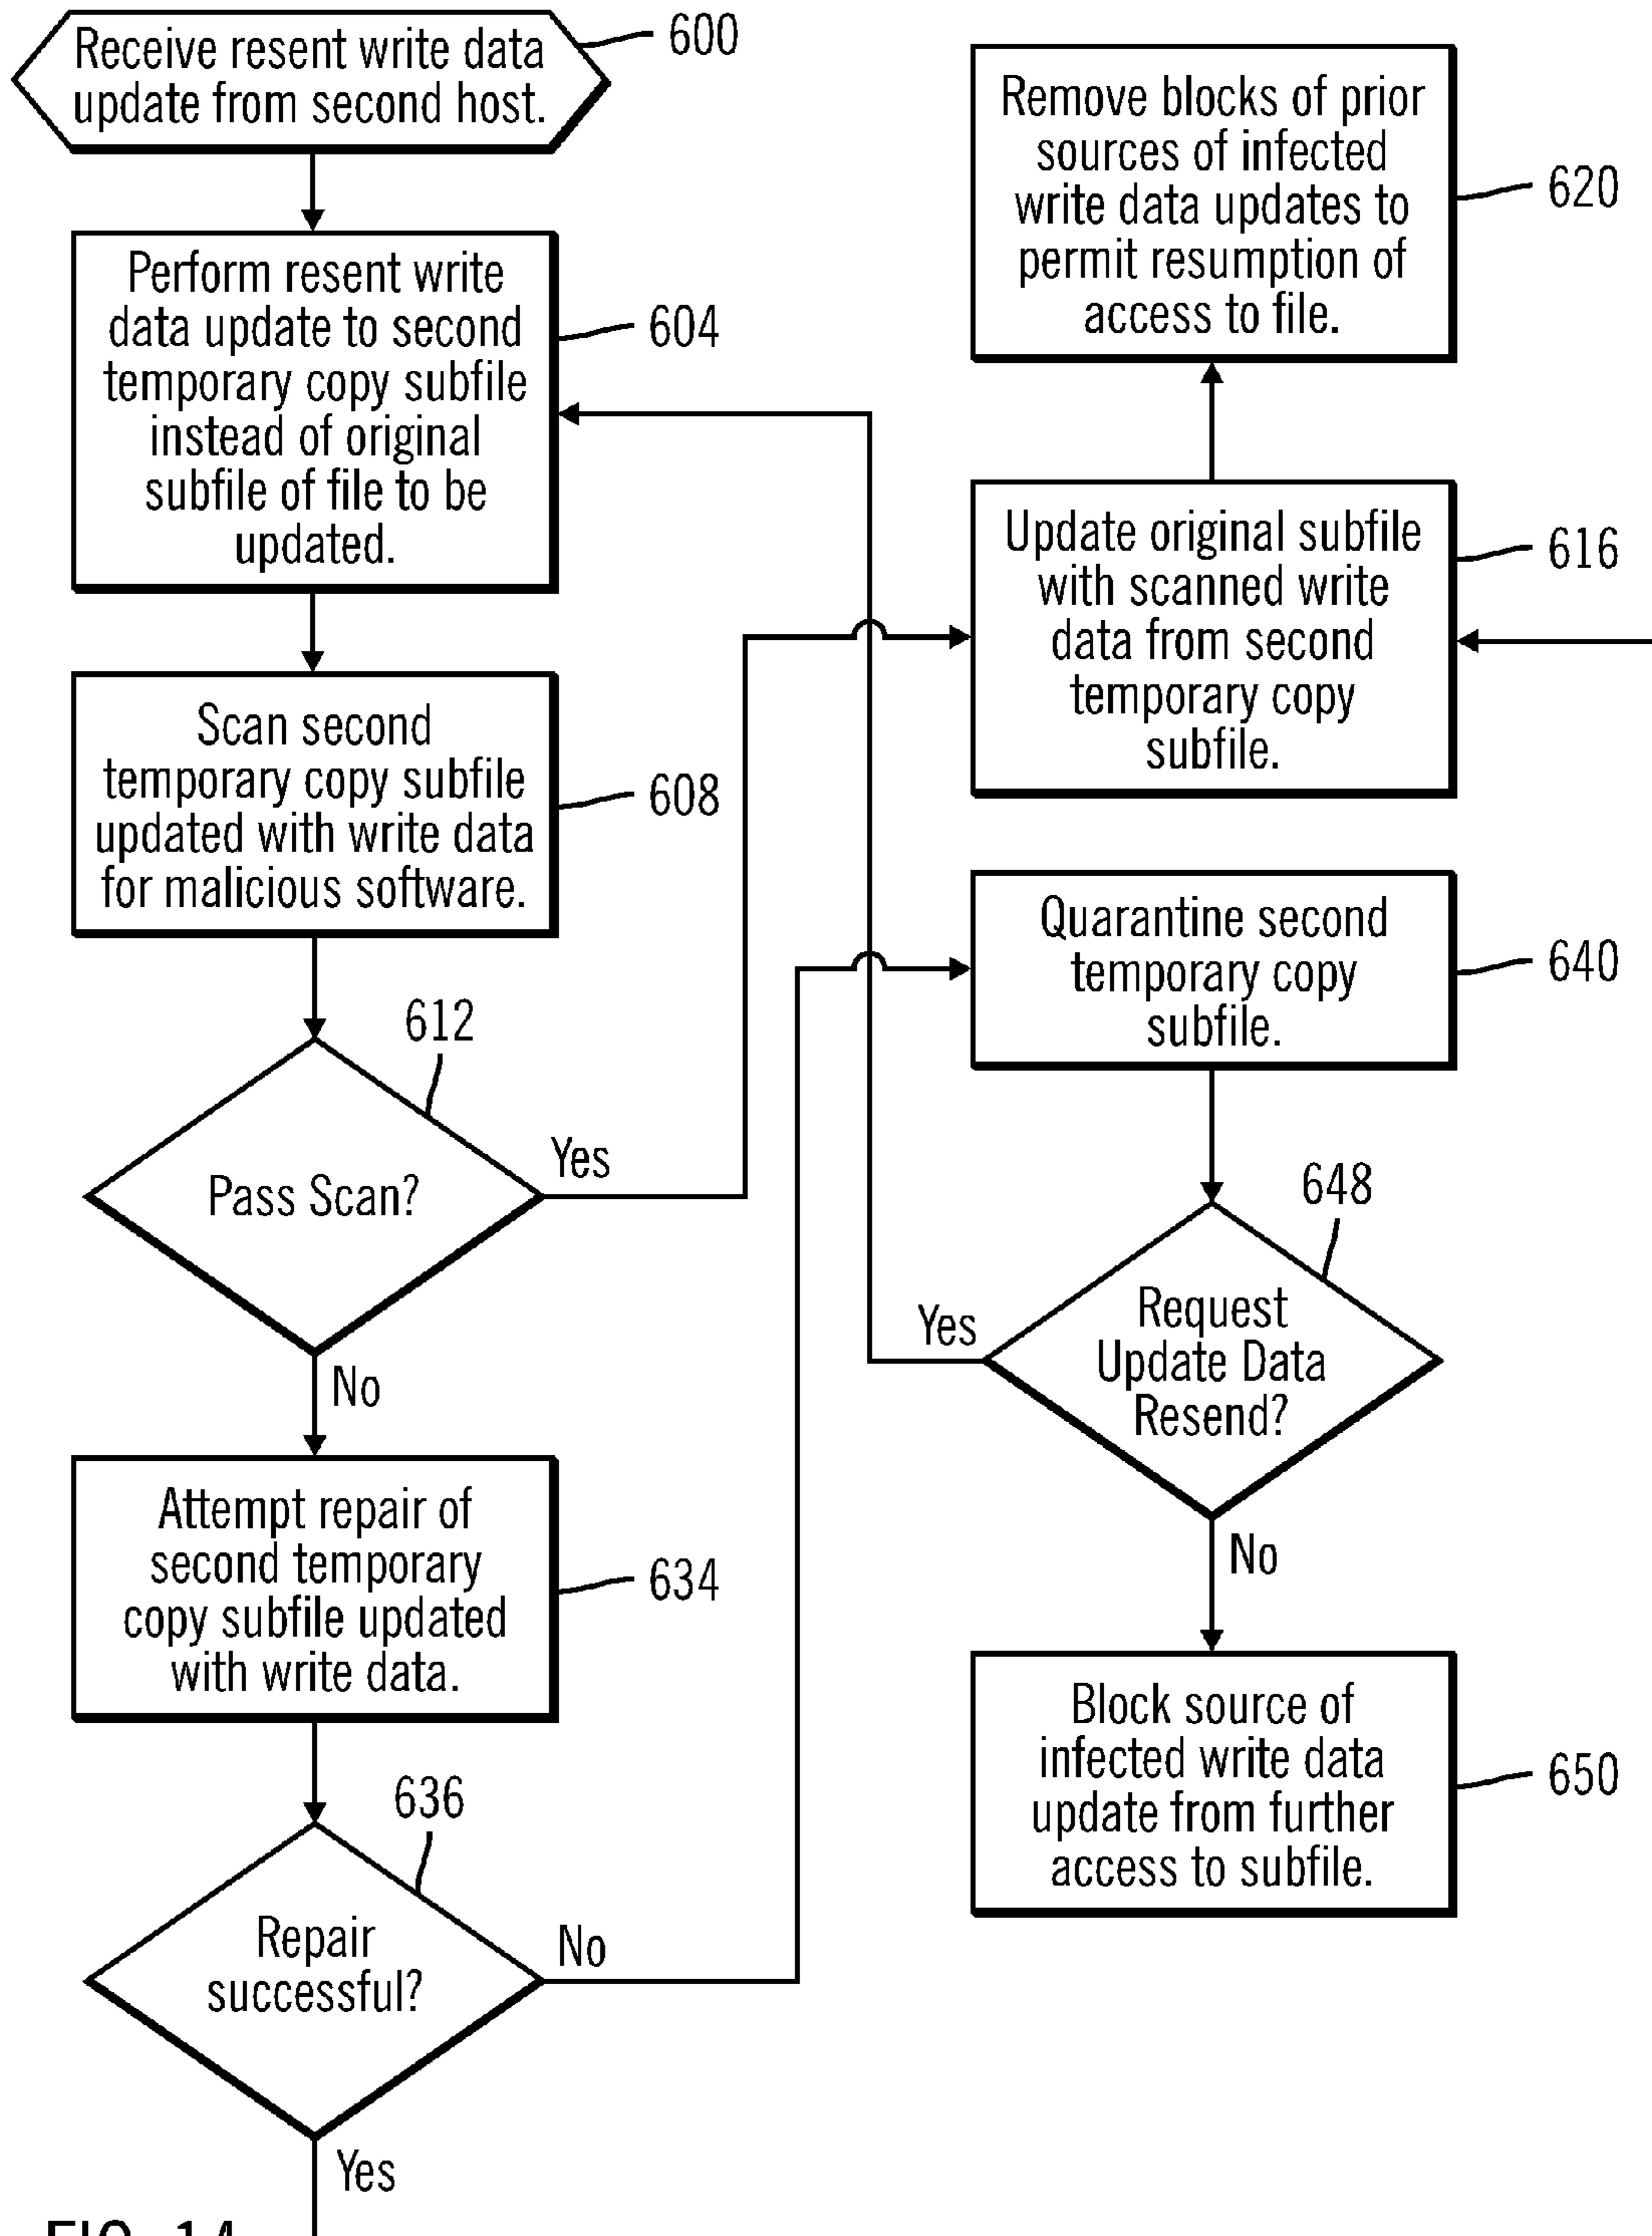 Receive resent write data
update from second host.
600
Perform resent write
data update to second
temporary copy subfile
instead of original
subfile of file to be
updated.
604
Scan second
temporary copy subfile
updated with write data
for malicious software.
608
612
Pass Scan?
Yes
No
Attempt repair of
second temporary
copy subfile updated
with write data.
634
636
Repair
successful?
No
Yes
Remove blocks of prior
sources of infected
write data updates to
permit resumption of
access to file.
620
Update original subfile
with scanned write
data from second
temporary copy
subfile.
616
Quarantine second
temporary copy
subfile.
640
648
Request
Update Data
Resend?
Yes
No
Block source of
infected write data
update from further
access to subfile.
650
FIG. 14